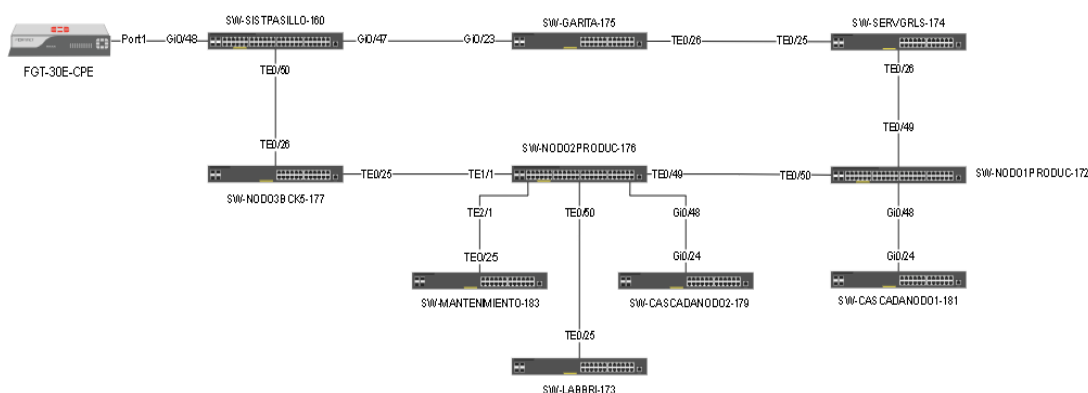 SW-SISTPASILLO-160
SW-GARITA-175
SW-SERVGRLS-174
Port1
Gi0/48
Gi0/47
Gi0/23
TE0/26
TE0/25
FGT-30E-CPE
TE0/50
TE0/26
TE0/26
TE0/49
SW-NODO2PRODUC-176
TE0/25
TE1/1
TE0/49
TE0/50
SW-NODO1PRODUC-172
SW-NODO3BCK5-177
TE2/1
TE0/50
Gi0/48
Gi0/48
TE0/25
Gi0/24
Gi0/24
SW-MANTENIMIENTO-183
SW-CASCADANODO2-179
SW-CASCADANODO1-181
TE0/25
SW-LABBRI-173